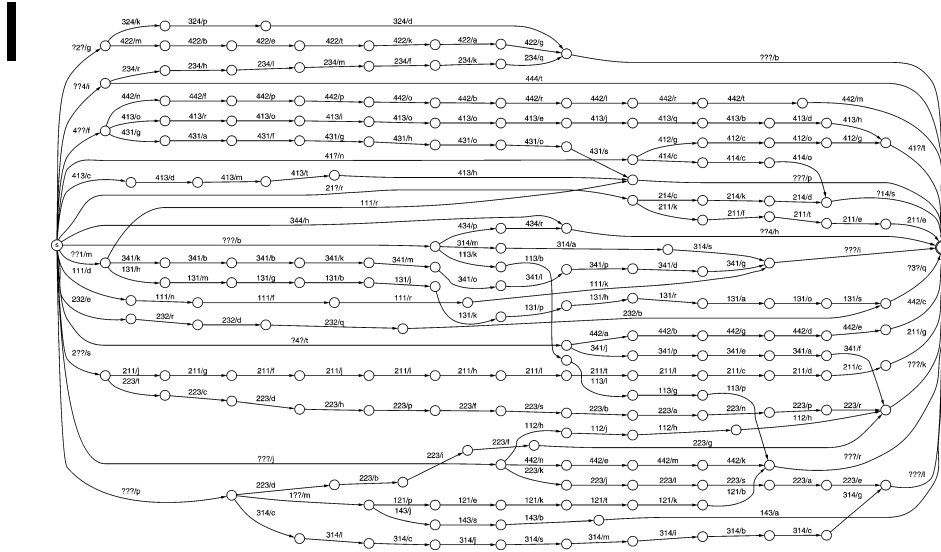 324/k 324/p 324/d
?2?/g 422/m 422/b 422/e 422/t 422/k 422/a 422/g
???/b
234/r 234/h 234/l 234/m 234/f 234/k 234/q
??4/i 444/t
442/n 442/f 442/p 442/p 442/o 442/b 442/r 442/l 442/r 442/t 442/m
413/o 413/r 413/o 413/i 413/o 413/o 413/e 413/j 413/q 413/b 413/d 413/h
4??/f 431/g 431/a 431/f 431/g 431/h 431/o 431/o 431/s
412/g 412/c 412/o 412/g 41?/t
41?/n 414/c 414/c 414/o
413/c 413/d 413/m 413/t 413/h ???/p
21?/r 214/c 214/k 214/d ?14/s
111/r 211/k 211/f 211/t 211/e 211/e
344/h 434/p 434/r ??4/h
s ???/b 314/m 314/a 314/s ???/i
??1/m 341/k 341/b 341/b 341/k 341/m 113/k 113/b
341/o 341/l 341/p 341/d 341/g ?3?/q
111/d 131/h 131/m 131/g 131/b 131/j 111/k
131/k 131/p 131/h 131/r 131/a 131/o 131/s 442/c
232/e 111/n 111/f 111/r
232/r 232/d 232/q 232/b
?4?/t 442/a 442/b 442/g 442/d 442/e 211/g
341/j 341/p 341/e 341/a 341/f
2??/s 211/j 211/g 211/f 211/j 211/i 211/h 211/l 211/t 211/l 211/c 211/d 211/c ???/k
223/t 223/c 223/d 223/h 223/p 223/f 223/s 223/b 223/a 223/n 223/p 223/r
113/l 113/g 113/p
112/h 112/j 112/h 112/h
223/f 223/g
???/j 223/i 442/n 442/e 442/m 442/k ???/r
223/k 223/j 223/l 223/s 223/a 223/e ???/l
???/p 223/d 223/b
1??/m 121/p 121/e 121/k 121/t 121/k 121/b
143/j 143/s 143/b 143/a
314/c 314/l 314/c 314/j 314/s 314/m 314/i 314/b 314/c 314/g